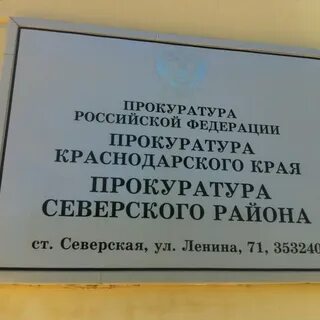 ПРОКУРАТУРА
РОССИЙСКОЙ ФЕДЕРАЦИИ
ПРОКУРАТУРА
КРАСНОДАРСКОГО КРАЯ
ПРОКУРАТУРА
СЕВЕРСКОГО РАЙОНА
ст. Северская, ул. Ленина, 71, 353240